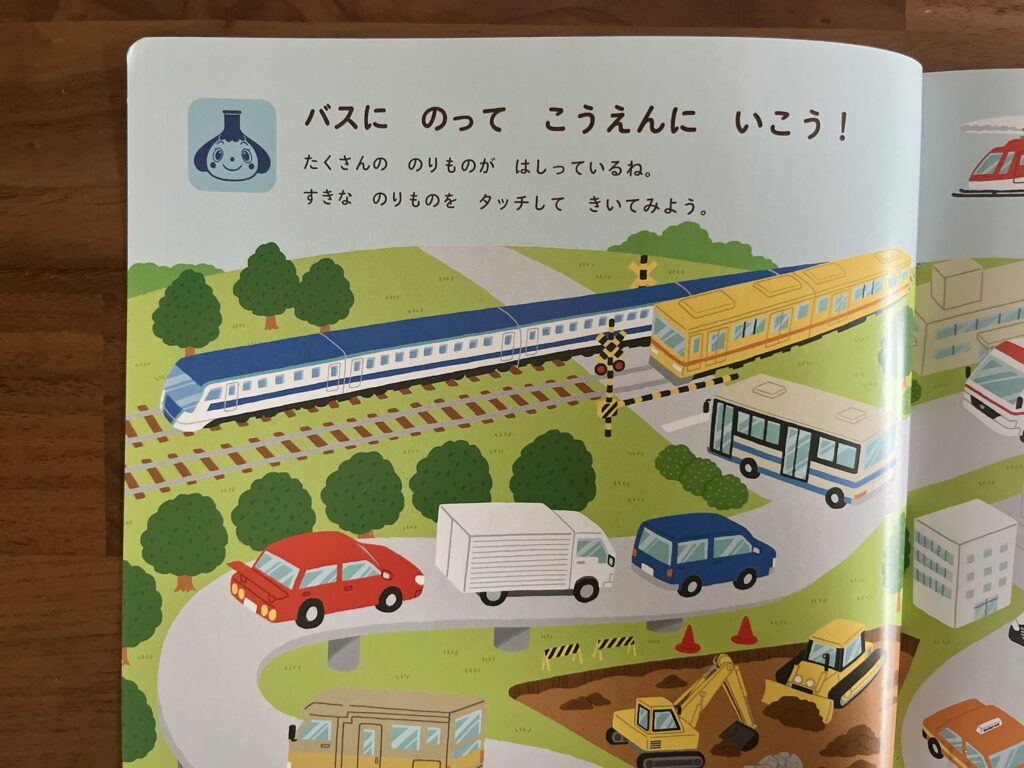 バスに　のって　こうえんに　いこう！
たくさんの　のりものが　はしっているね。
すきな　のりものを　タッチして　きいてみよう。